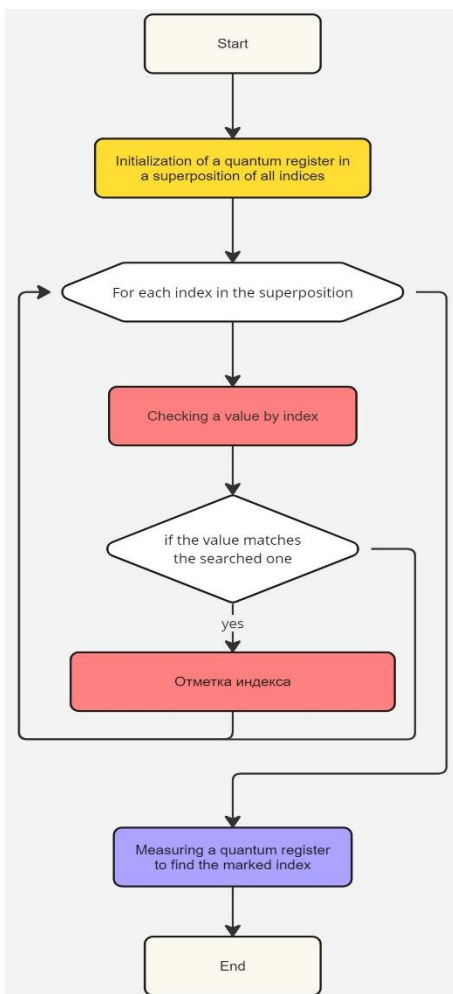 Start
Initialization of a quantum register in
a superposition of all indices
For each index in the superposition
Checking a value by index
if the value matches
the searched one
yes
Отметка индекса
Measuring a quantum register
to find the marked index
End